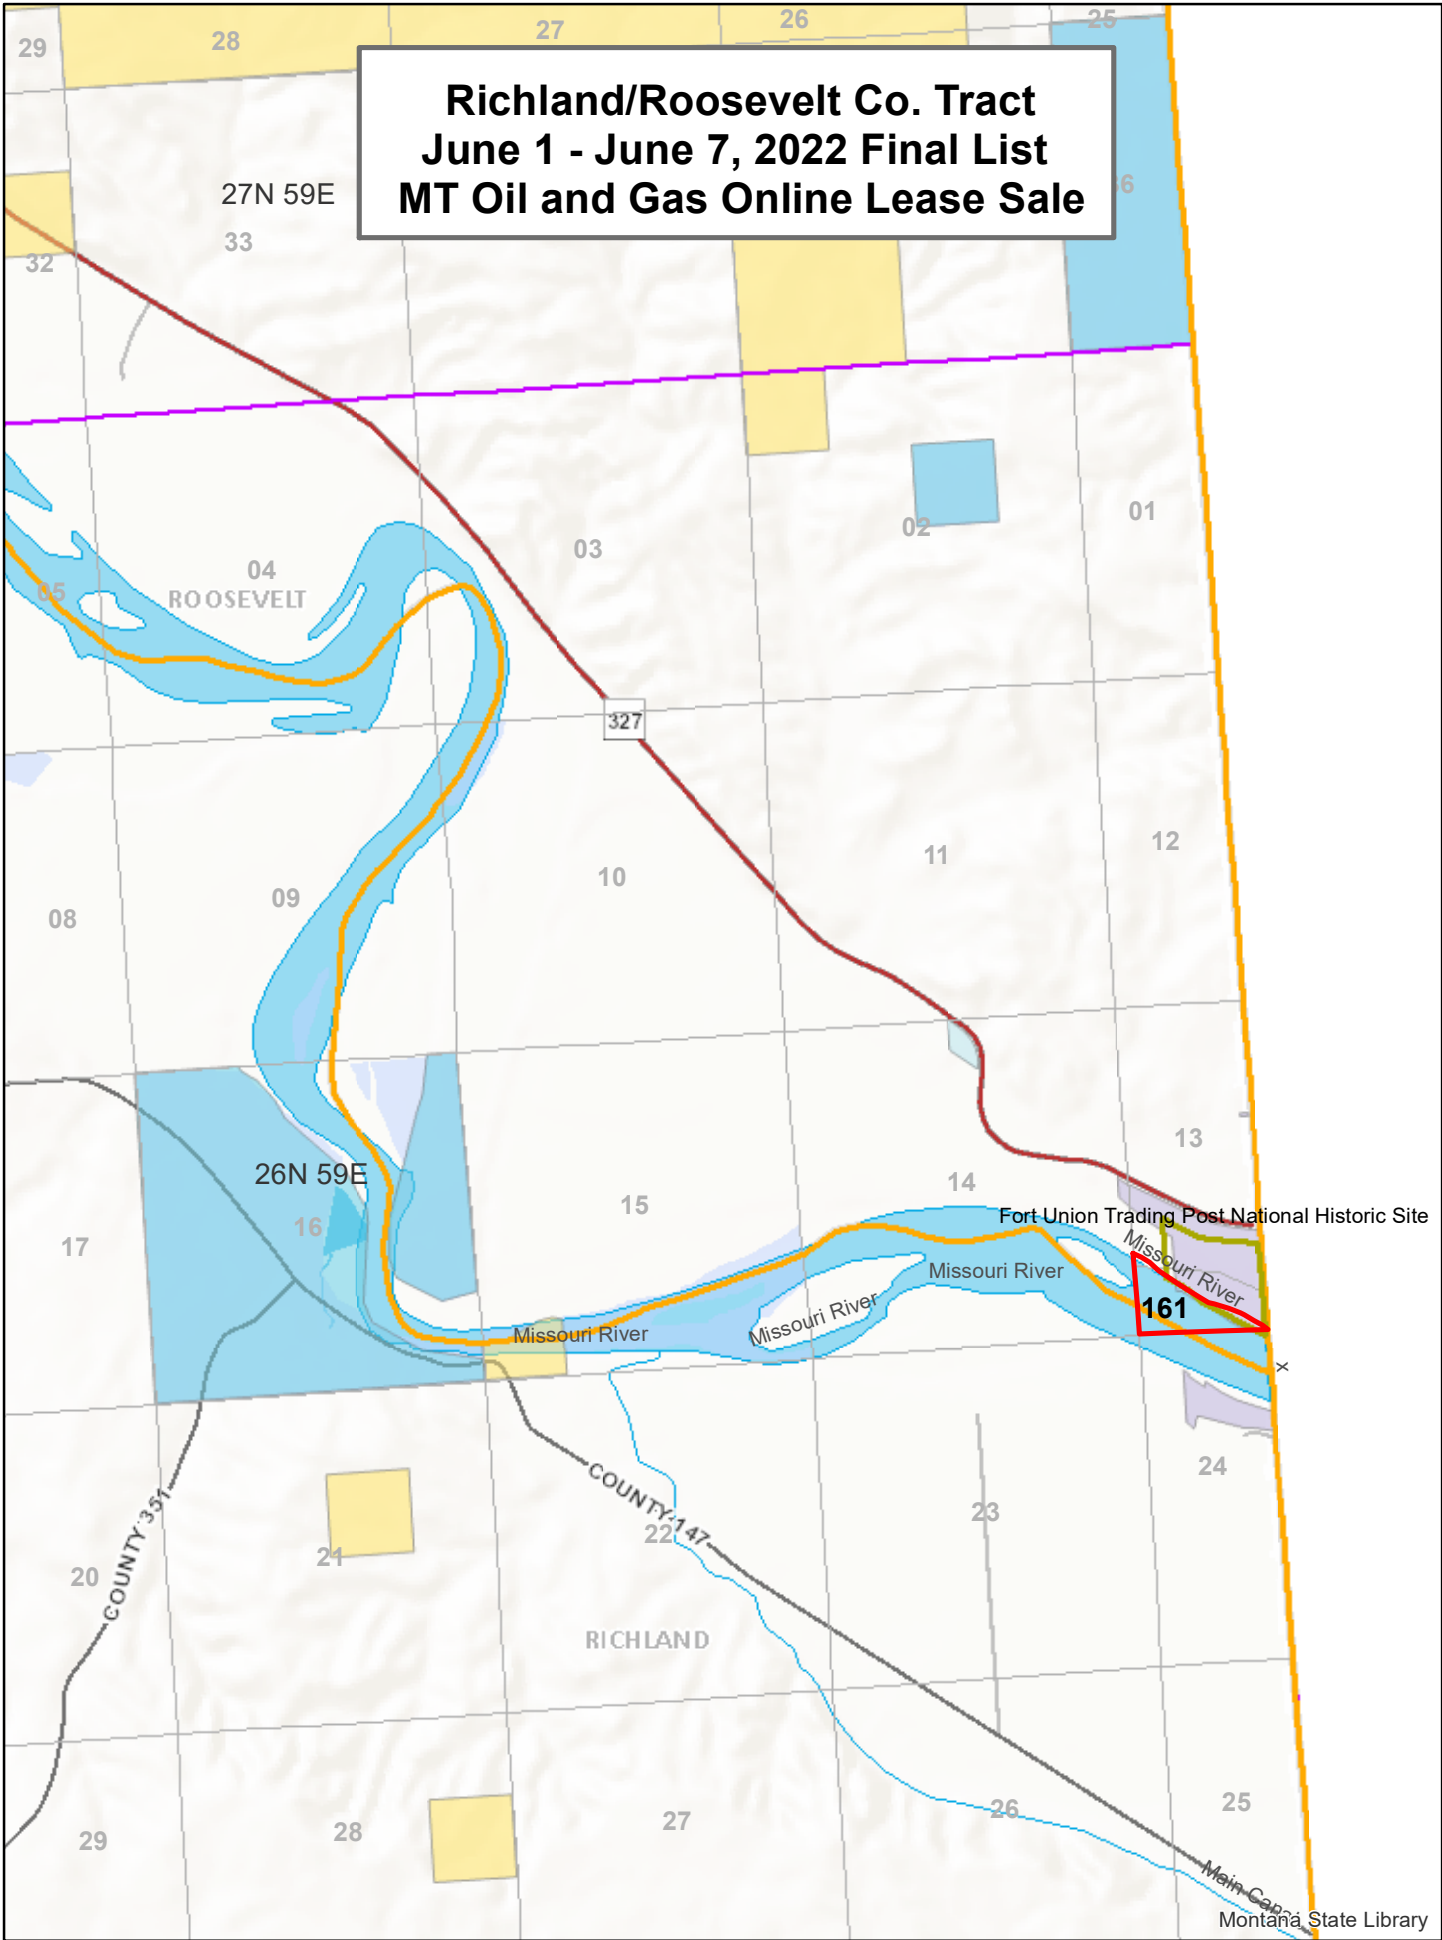 29
28
27
26
25
Richland/Roosevelt Co. Tract
June 1 - June 7, 2022 Final List
MT Oil and Gas Online Lease Sale
27N 59E
33
32
01
02
03
04
05
ROOSEVELT
327
12
11
10
09
08
13
14
15
26N 59E
16
17
Fort Union Trading Post National Historic Site
Missouri River
Missouri River
Missouri River
Missouri River
161
x
24
23
22
21
20
COUNTY 351
COUNTY 147
RICHLAND
25
26
27
28
29
Montana State Library